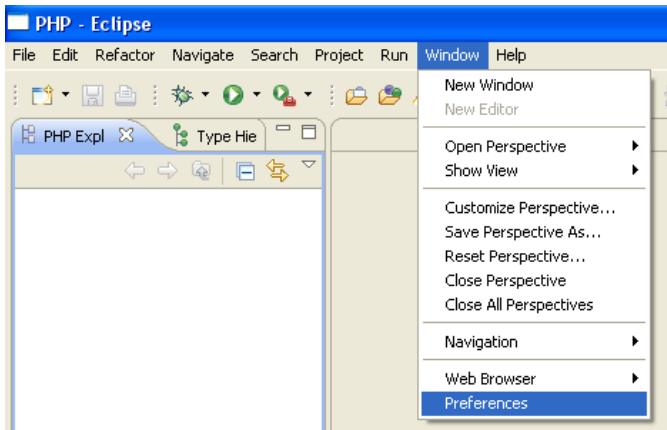 PHP - Eclipse
File Edit Refactor Navigate Search Project Run Window Help
PHP Expl Type Hie
New Window
New Editor
Open Perspective
Show View
Customize Perspective...
Save Perspective As...
Reset Perspective...
Close Perspective
Close All Perspectives
Navigation
Web Browser
Preferences